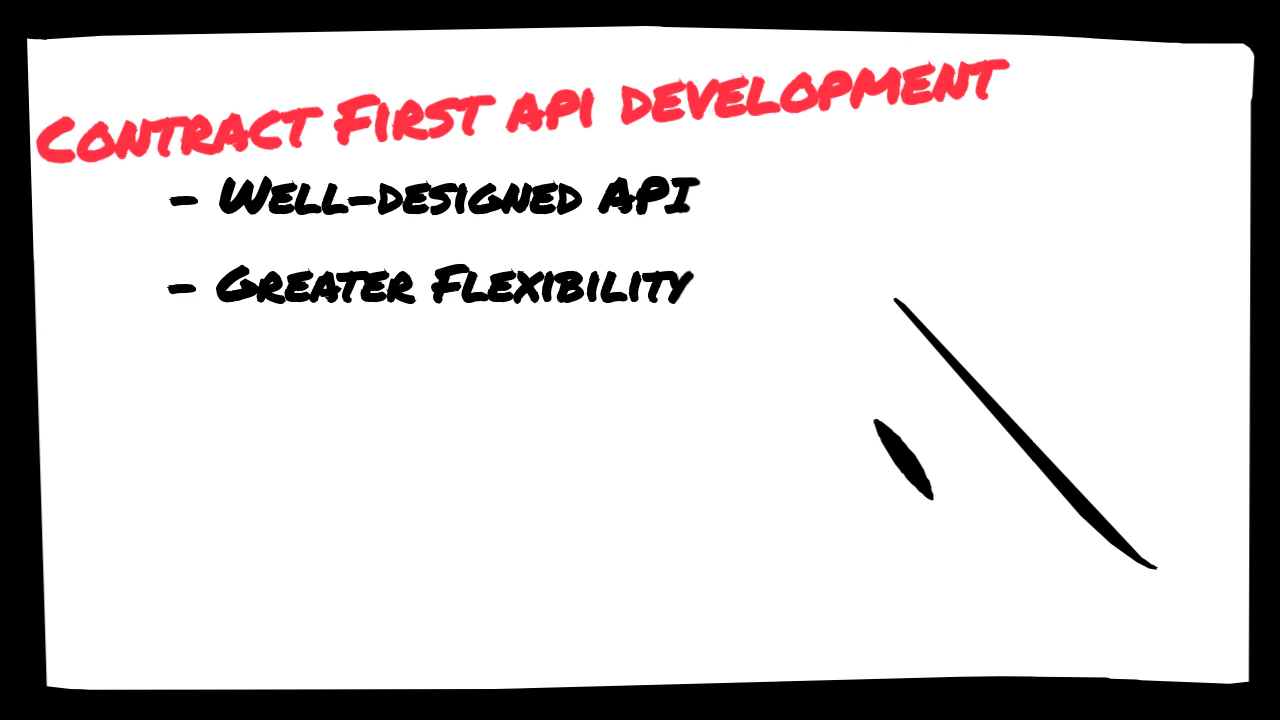 Contract First API Development
- Well-designed API
- Greater Flexibility